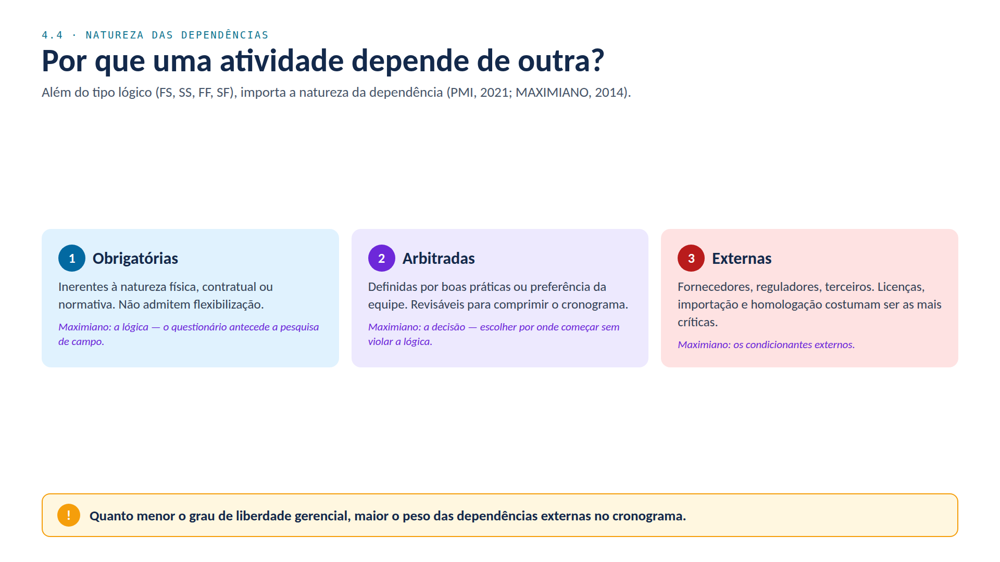 4.4 · NATUREZA DAS DEPENDÊNCIAS
Por que uma atividade depende de outra?
Além do tipo lógico (FS, SS, FF, SF), importa a natureza da dependência (PMI, 2021; MAXIMIANO, 2014).
1 Obrigatórias
Inerentes à natureza física, contratual ou
normativa. Não admitem flexibilização.
Maximiano: a lógica — o questionário antecede a pesquisa
de campo.
2 Arbitradas
Definidas por boas práticas ou preferência da
equipe. Revisáveis para comprimir o cronograma.
Maximiano: a decisão — escolher por onde começar sem
violar a lógica.
3 Externas
Fornecedores, reguladores, terceiros. Licenças,
importação e homologação costumam ser as mais
críticas.
Maximiano: os condicionantes externos.
! Quanto menor o grau de liberdade gerencial, maior o peso das dependências externas no cronograma.